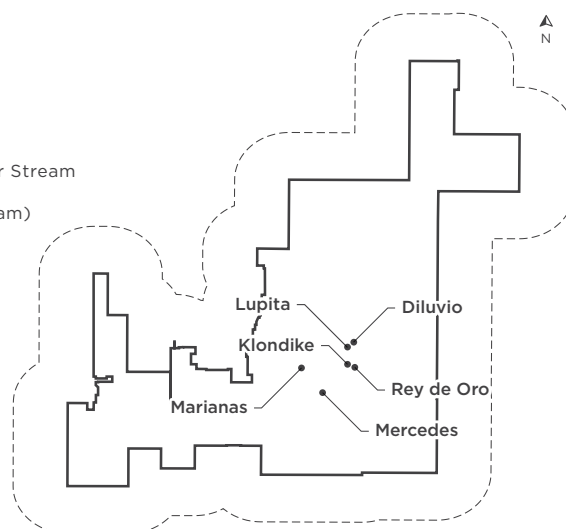 N
r Stream
am)
Lupita
Diluvio
Klondike
Rey de Oro
Marianas
Mercedes